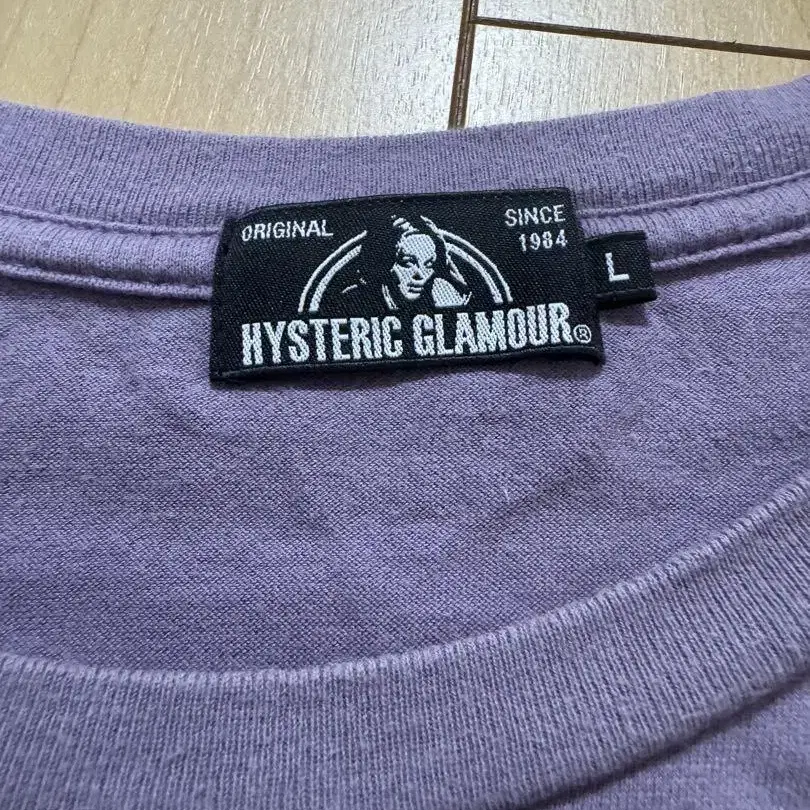 ORIGINAL
SINCE
1984
L
HYSTERIC GLAMOUR®